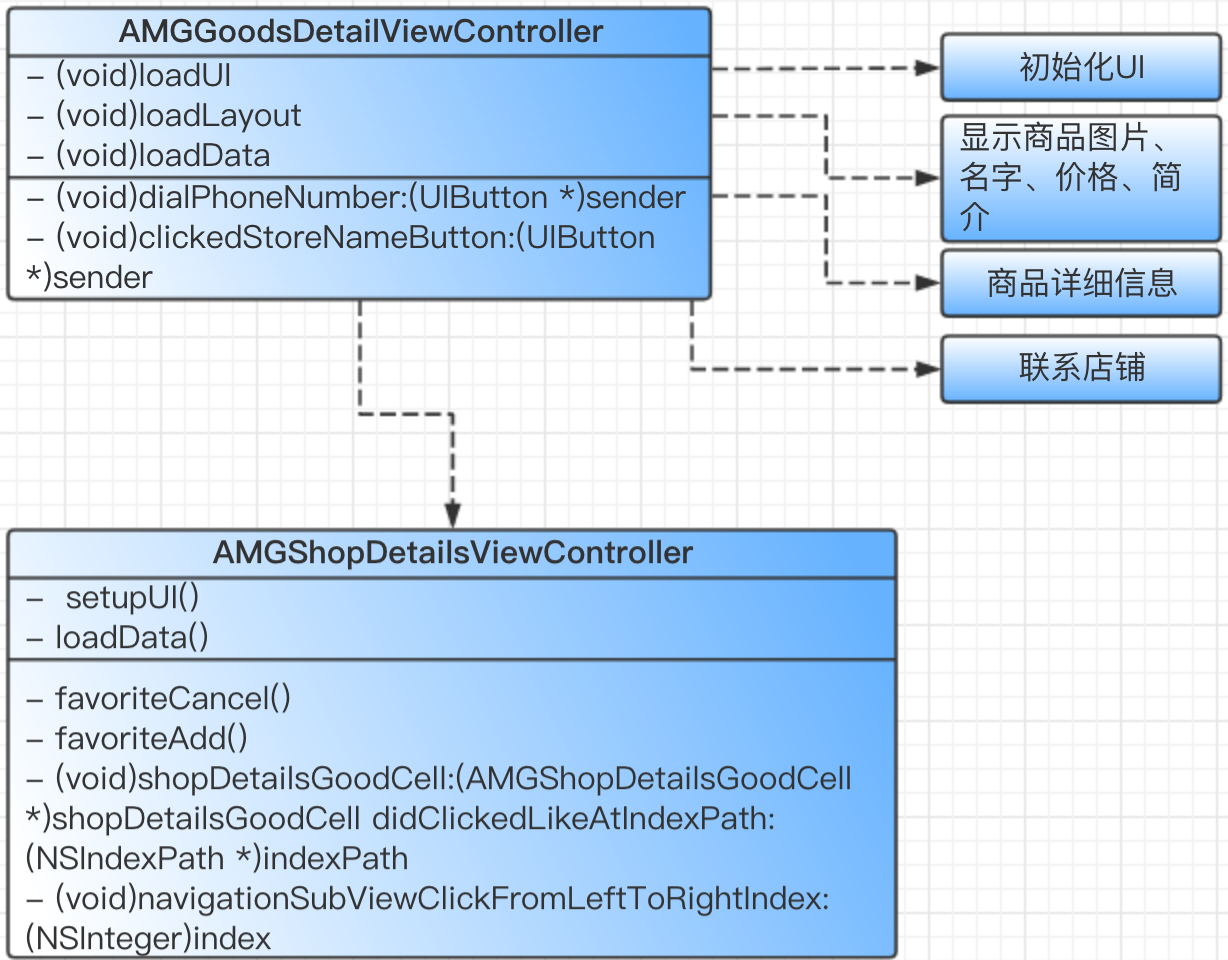 AMGGoodsDetailViewController
– (void)loadUI
– (void)loadLayout
– (void)loadData
– (void)dialPhoneNumber:(UIButton *)sender
– (void)clickedStoreNameButton:(UIButton
*)sender
初始化UI
显示商品图片、
名字、价格、简
介
商品详细信息
联系店铺
AMGShopDetailsViewController
– setupUI()
– loadData()
– favoriteCancel()
– favoriteAdd()
– (void)shopDetailsGoodCell:(AMGShopDetailsGoodCell
*)shopDetailsGoodCell didClickedLikeAtIndexPath:
(NSIndexPath *)indexPath
– (void)navigationSubViewClickFromLeftToRightIndex:
(NSInteger)index